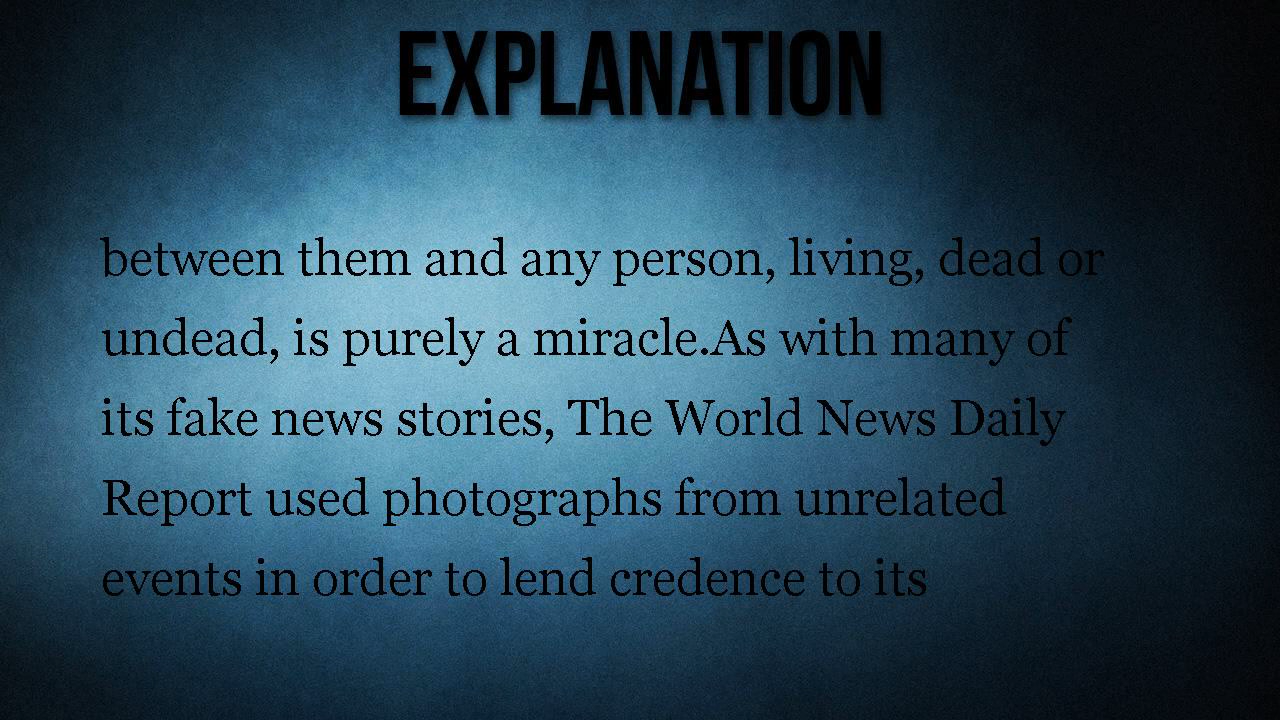 EXPLANATION
between them and any person, living, dead or
undead, is purely a miracle.As with many of
its fake news stories, The World News Daily
Report used photographs from unrelated
events in order to lend credence to its